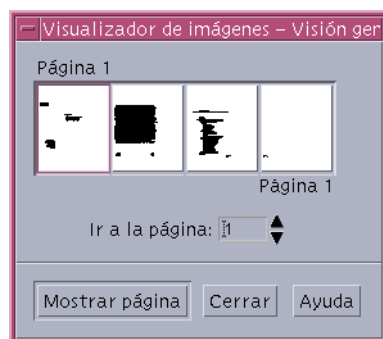 Visualizador de imágenes – Visión gen
Página 1
Página 1
Ir a la página: 1
Mostrar página Cerrar Ayuda